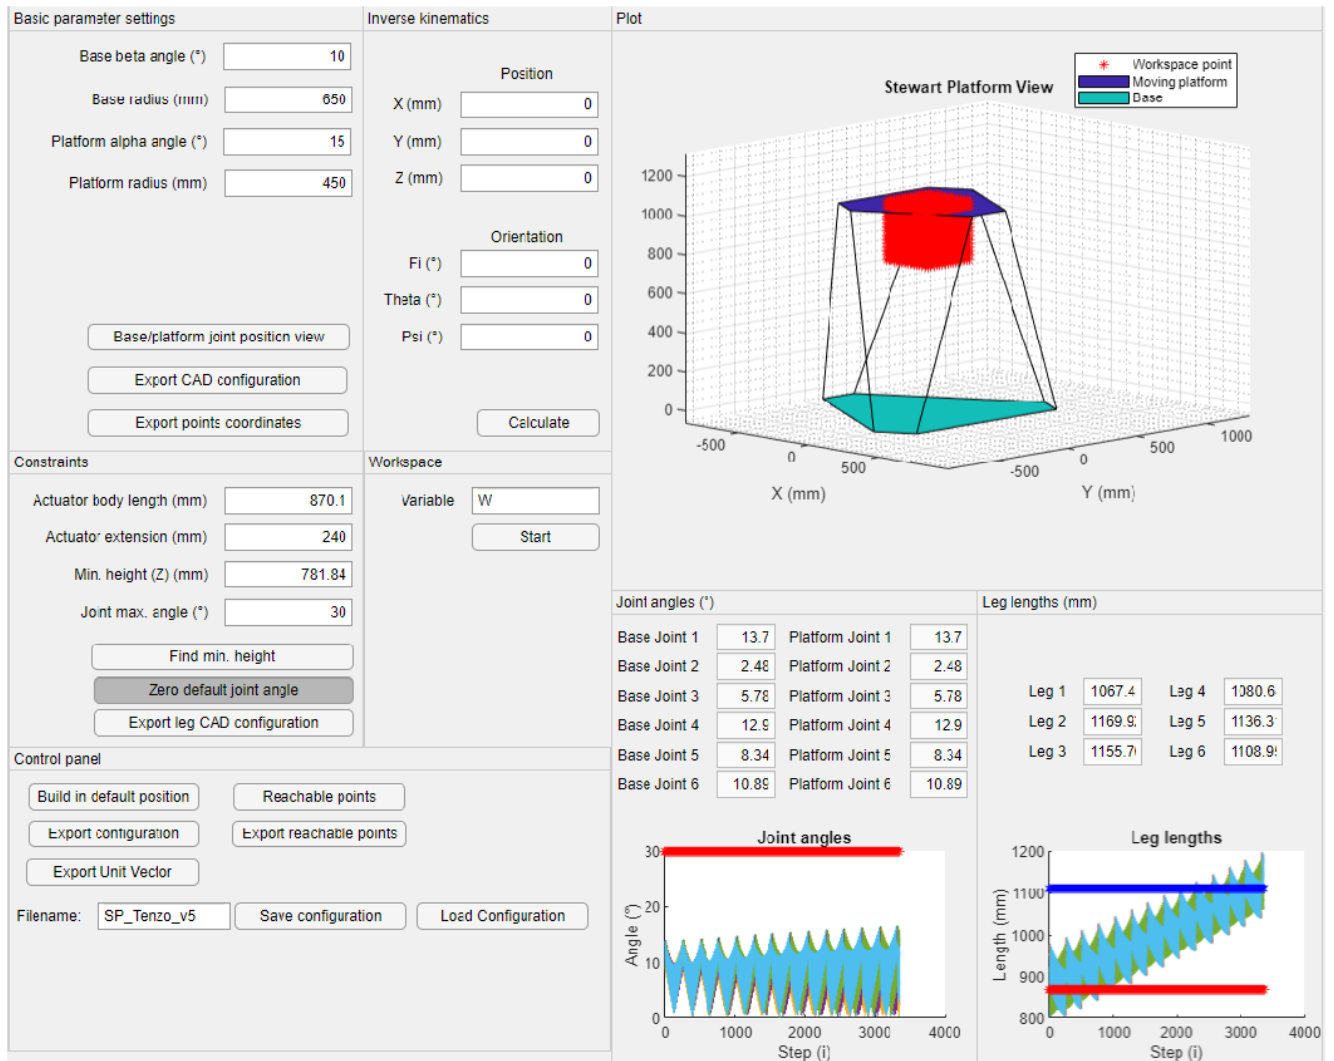 Basic parameter settings
Base beta angle (°) 10
Base radius (mm) 650
Platform alpha angle (°) 15
Platform radius (mm) 450
Base/platform joint position view
Export CAD configuration
Export points coordinates
Inverse kinematics
Position
X (mm) 0
Y (mm) 0
Z (mm) 0
Orientation
Fi (°) 0
Theta (°) 0
Psi (°) 0
Calculate
Plot
Stewart Platform View
Workspace point
Moving platform
Base
1200
1000
800
600
400
200
0
-500
0
500
X (mm)
-500
0
500
1000
Y (mm)
Constraints
Actuator body length (mm) 870.1
Actuator extension (mm) 240
Min. height (Z) (mm) 781.84
Joint max. angle (°) 30
Find min. height
Zero default joint angle
Export leg CAD configuration
Workspace
Variable W
Start
Control panel
Build in default position
Reachable points
Export configuration
Export reachable points
Export Unit Vector
Filename: SP_Tenzo_v5
Save configuration
Load Configuration
Joint angles (°)
Base Joint 1 13.7 Platform Joint 1 13.7
Base Joint 2 2.48 Platform Joint 2 2.48
Base Joint 3 5.78 Platform Joint 3 5.78
Base Joint 4 12.9 Platform Joint 4 12.9
Base Joint 5 8.34 Platform Joint 5 8.34
Base Joint 6 10.89 Platform Joint 6 10.89
Leg lengths (mm)
Leg 1 1067.4 Leg 4
Leg 2 Leg 5
Leg 3 Leg 6
Joint angles
30
20
10
0
Angle (°)
0 1000 2000 3000 4000
Step (i)
Leg lengths
1200
1100
1000
900
800
Length (mm)
0 1000 2000 3000 4000
Step (i)